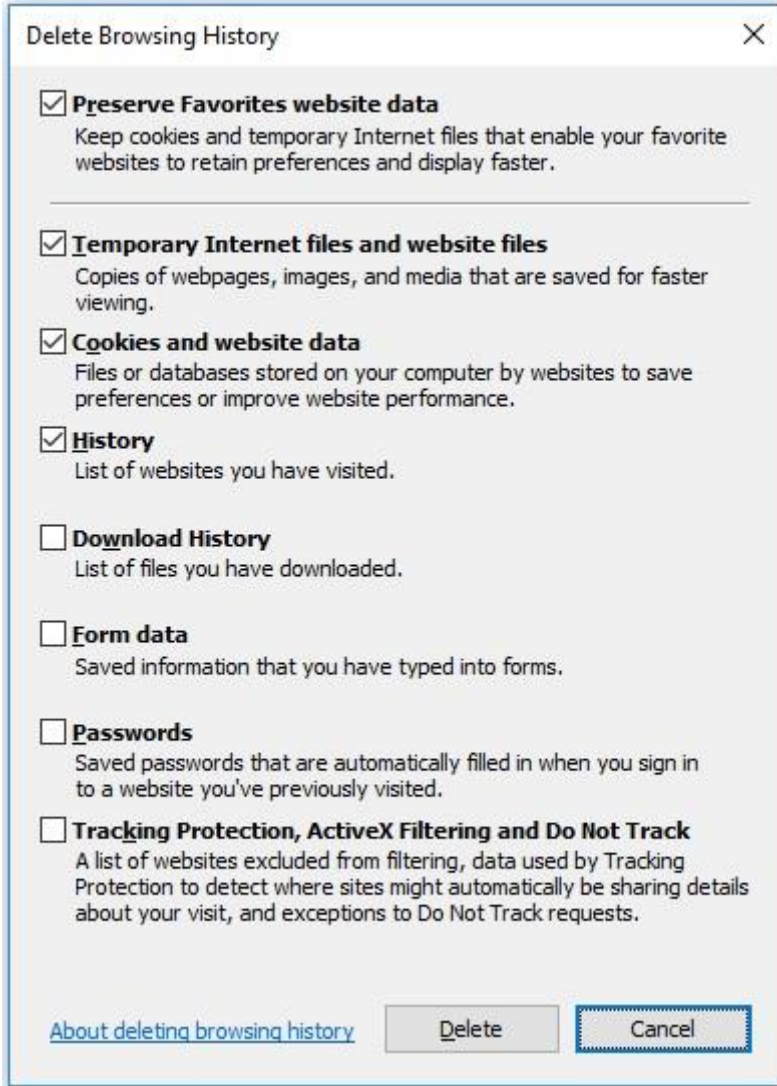 Delete Browsing History
Preserve Favorites website data
Keep cookies and temporary Internet files that enable your favorite
websites to retain preferences and display faster.
Temporary Internet files and website files
Copies of webpages, images, and media that are saved for faster
viewing.
Cookies and website data
Files or databases stored on your computer by websites to save
preferences or improve website performance.
History
List of websites you have visited.
Download History
List of files you have downloaded.
Form data
Saved information that you have typed into forms.
Passwords
Saved passwords that are automatically filled in when you sign in
to a website you've previously visited.
Tracking Protection, ActiveX Filtering and Do Not Track
A list of websites excluded from filtering, data used by Tracking
Protection to detect where sites might automatically be sharing details
about your visit, and exceptions to Do Not Track requests.
About deleting browsing history Delete Cancel